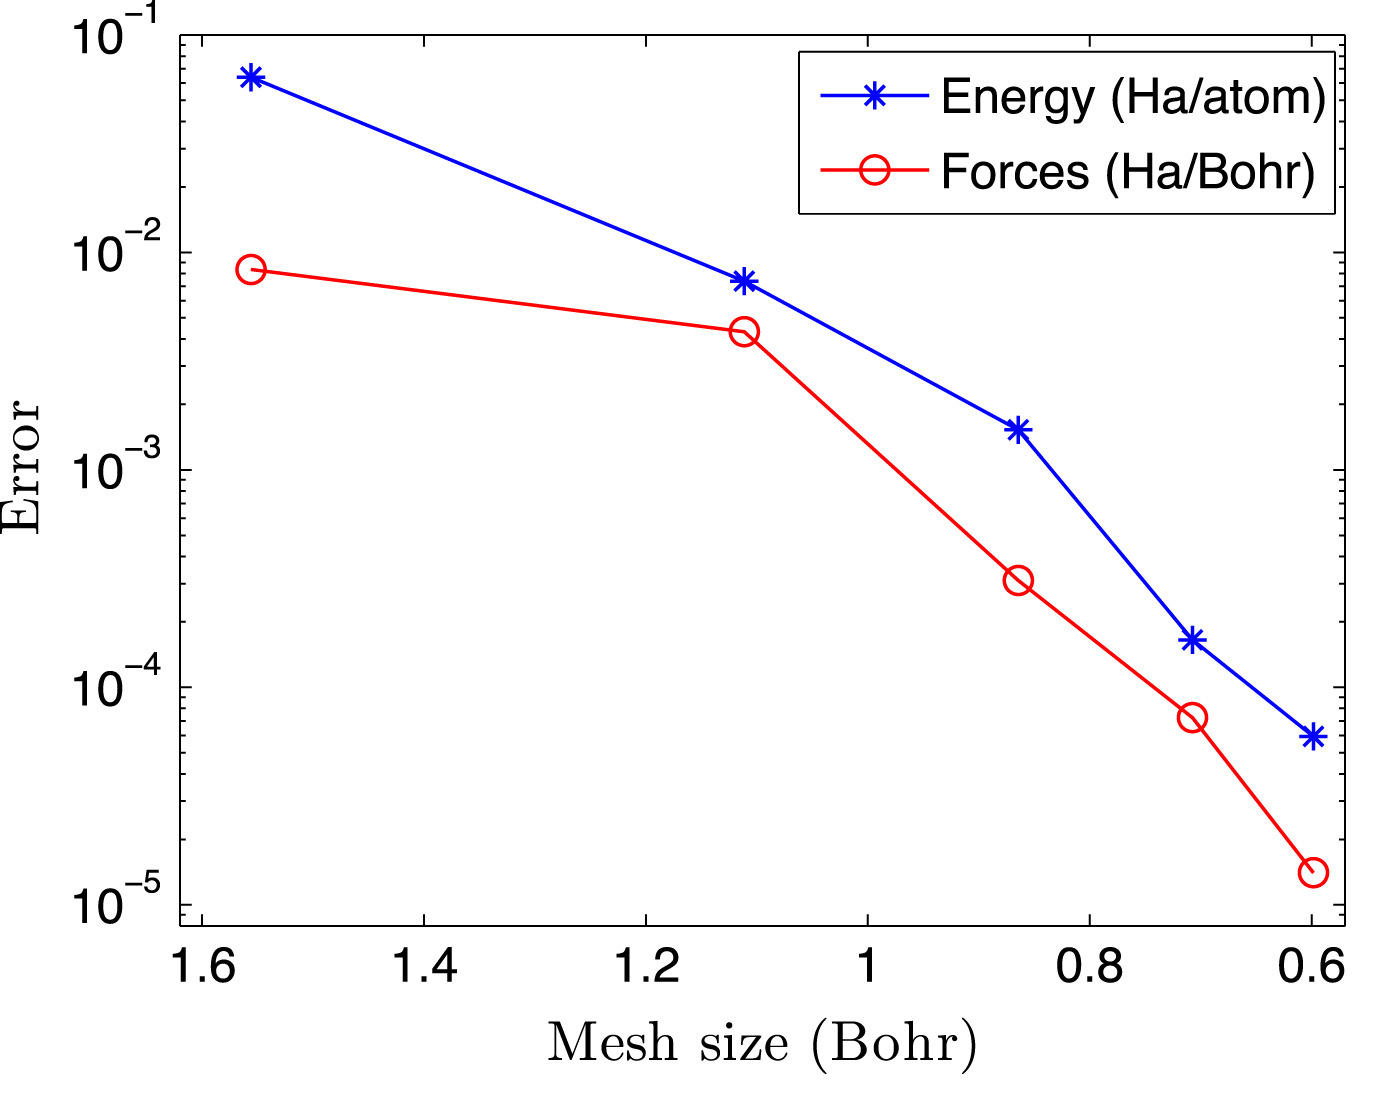 10−1
10−2
10−3
10−4
10−5
Error
Energy (Ha/atom)
Forces (Ha/Bohr)
1.6 1.4 1.2 1 0.8 0.6
Mesh size (Bohr)